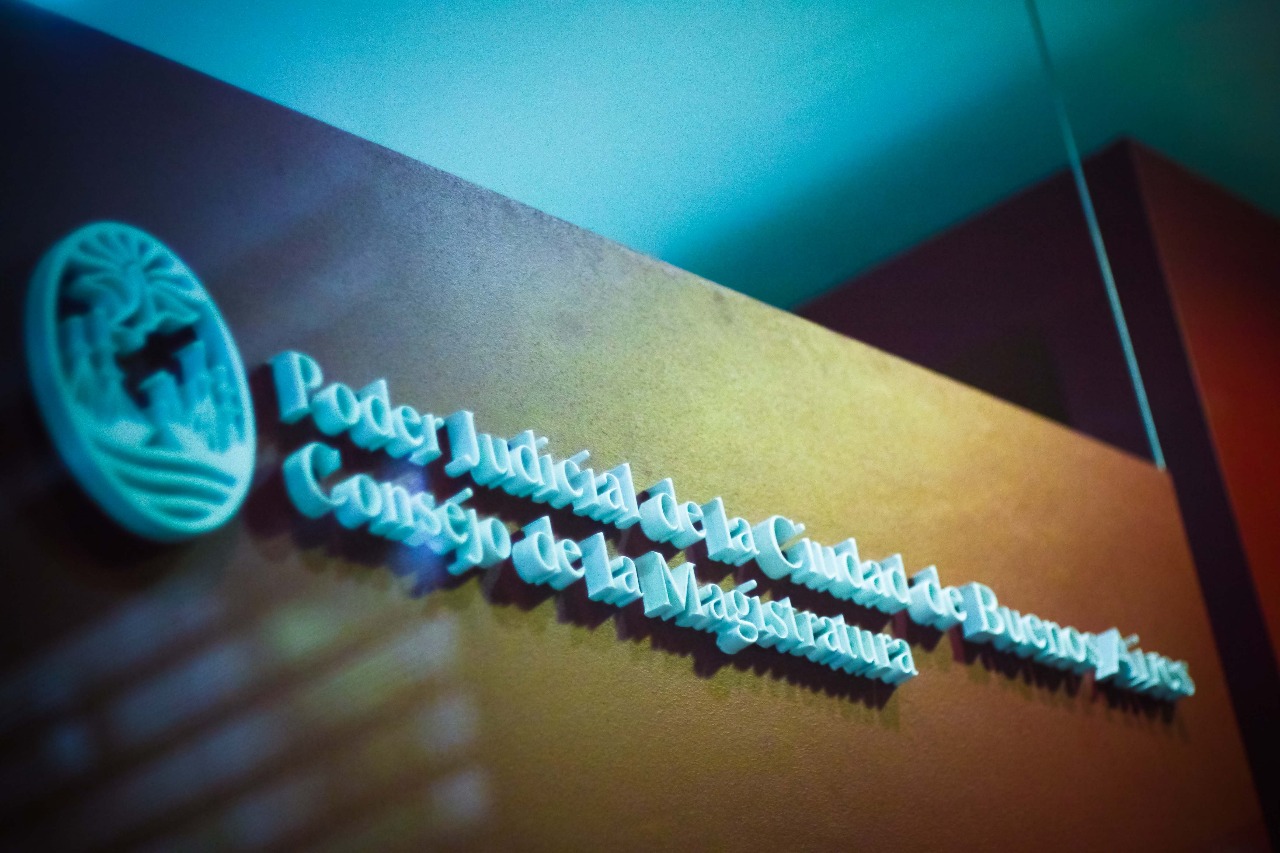 Poder Judicial de la Ciudad de Buenos Aires
Consejo de la Magistratura